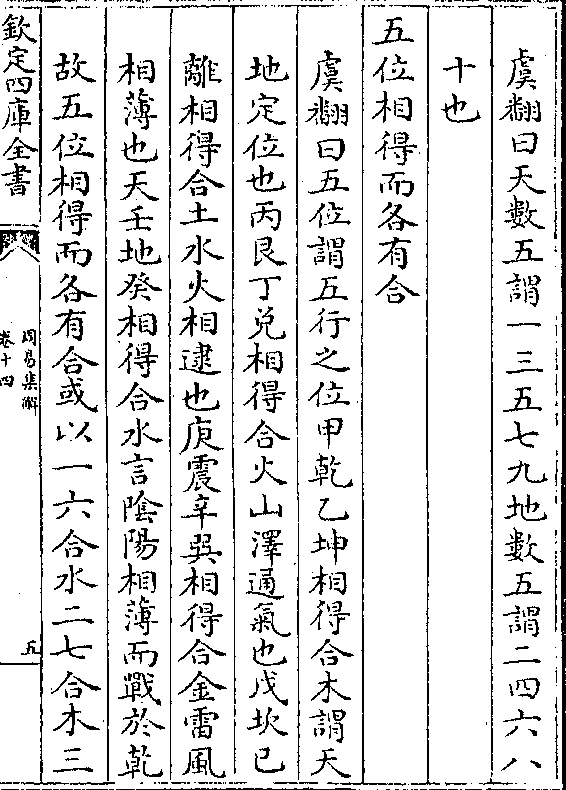 虞翻曰天數五謂一三五七九地數五謂二四六八
十也
五位相得而各有合
虞翻曰五位謂五行之位甲乾乙坤相得合木謂天
地定位也丙艮丁兑相得合火山澤通氣也戊坎已
離相得合土水火相逮也庚震辛巽相得合金雷風
相薄也天壬地癸相得合水言陰陽相薄而戰於乾
故五位相得而各有合或以一六合水二七合木三
欽定四庫全書
周易集解
卷十四
五